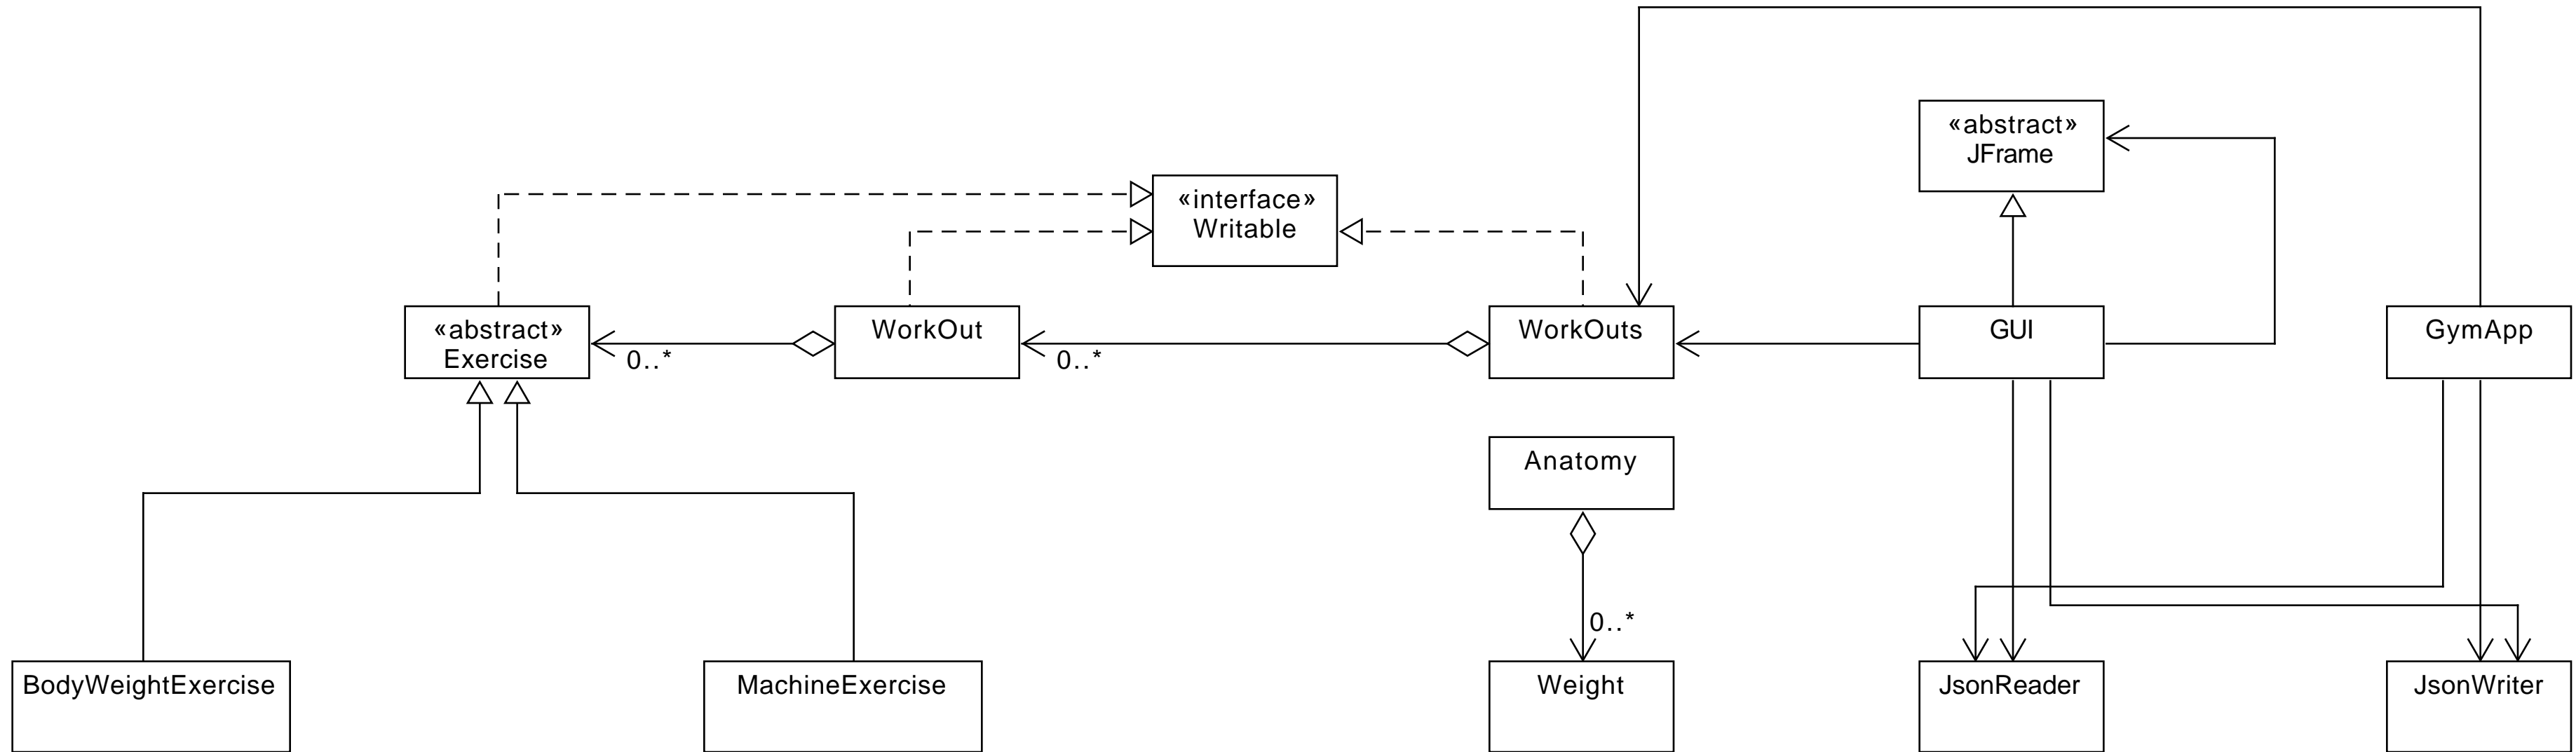 «abstract»
JFrame
«interface»
Writable
«abstract»
Exercise
0..*
WorkOut
0..*
WorkOuts
GUI
GymApp
Anatomy
0..*
BodyWeightExercise
MachineExercise
Weight
JsonReader
JsonWriter